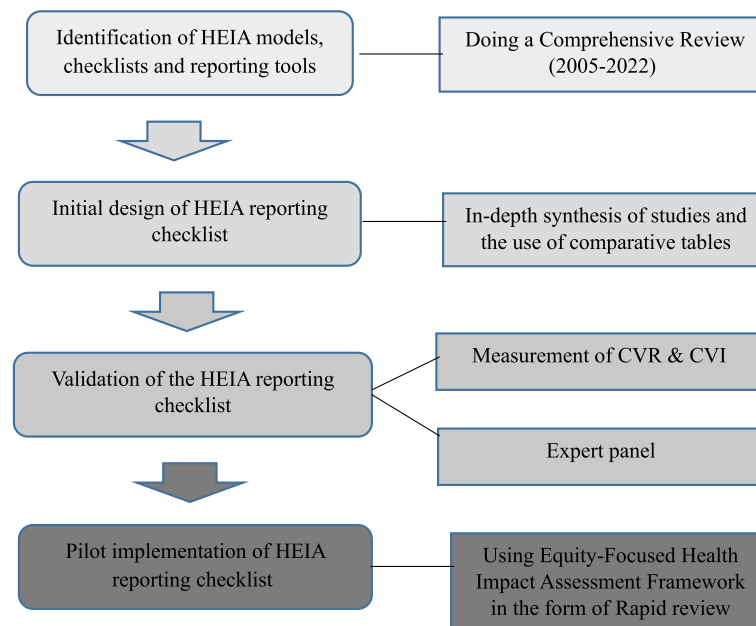 Identification of HEIA models,
checklists and reporting tools
Doing a Comprehensive Review
(2005-2022)
Initial design of HEIA reporting
checklist
In-depth synthesis of studies and
the use of comparative tables
Validation of the HEIA reporting
checklist
Measurement of CVR & CVI
Expert panel
Pilot implementation of HEIA
reporting checklist
Using Equity-Focused Health
Impact Assessment Framework
in the form of Rapid review